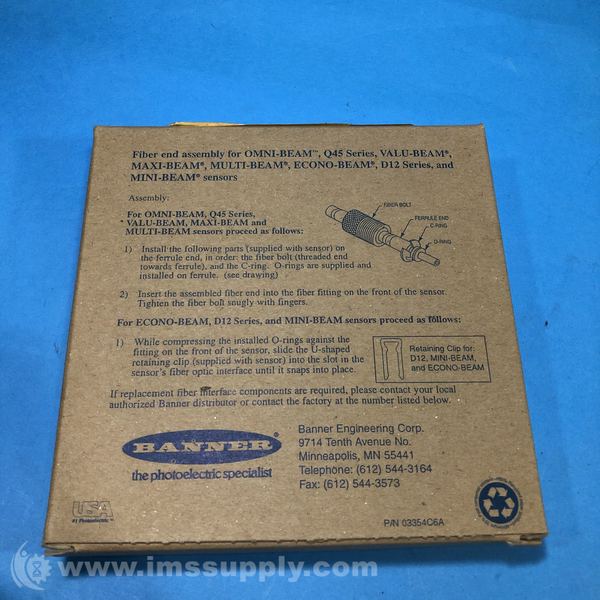 Fiber end assembly for OMNI-BEAM™, Q45 Series, VALU-BEAM®,
MAXI-BEAM®, MULTI-BEAM®, ECONO-BEAM®, D12 Series, and
MINI-BEAM® sensors
Assembly:
For OMNI-BEAM, Q45 Series,
VALU-BEAM, MAXI-BEAM and
MULTI-BEAM sensors proceed as follows:
FIBER BOLT
FERRULE END
C-RING
O-RING
1) Install the following parts (supplied with sensor) on
the ferrule end, in order: the fiber bolt (threaded end
towards ferrule), and the C-ring. O-rings are supplied and
installed on ferrule. (see drawing)
2) Insert the assembled fiber end into the fiber fitting on the front of the sensor.
Tighten the fiber bolt snugly with fingers.
For ECONO-BEAM, D12 Series, and MINI-BEAM sensors proceed as follows:
1) While compressing the installed O-rings against the
fitting on the front of sensor, slide the U-shaped
retaining clip (supplied with sensor) into the slot in the
sensor's fiber optic interface until it snaps into place.
Retaining Clip for:
D12, MINI-BEAM,
and ECONO-BEAM
If replacement fiber interface components are required, please contact your local
authorized Banner distributor or contact the factory at the number listed below.
BANNER
the photoelectric specialist
Banner Engineering Corp.
9714 Tenth Avenue No.
Minneapolis, MN 55441
Telephone: (612) 544-3164
Fax: (612) 544-3573
USA
#1 Photoelectric™
P/N 03354C6A
www.imssupply.com